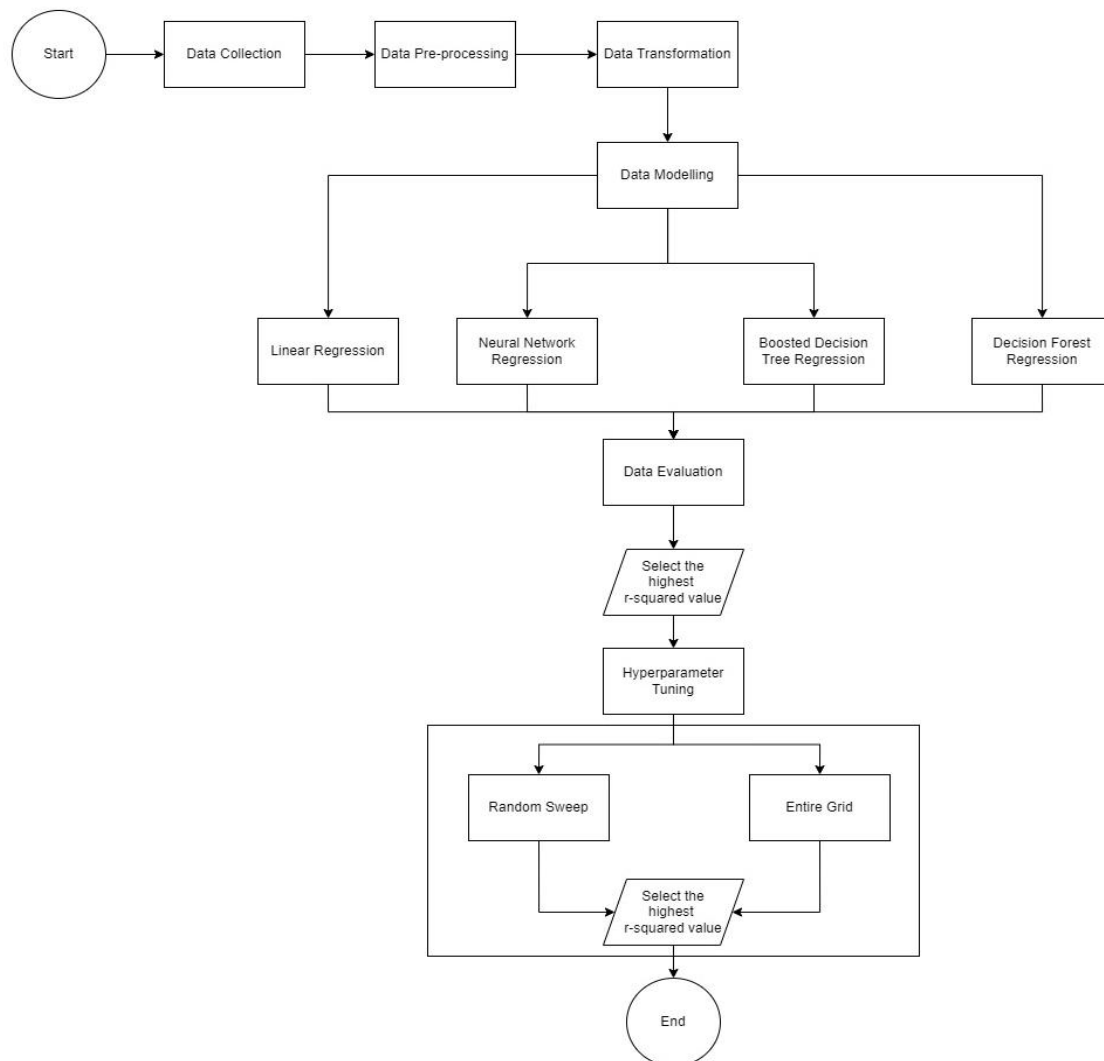 Start
Data Collection
Data Pre-processing
Data Transformation
Data Modelling
Linear Regression
Neural Network
Regression
Boosted Decision
Tree Regression
Decision Forest
Regression
Data Evaluation
Select the
highest
r-squared value
Hyperparameter
Tuning
Random Sweep
Entire Grid
Select the
highest
r-squared value
End